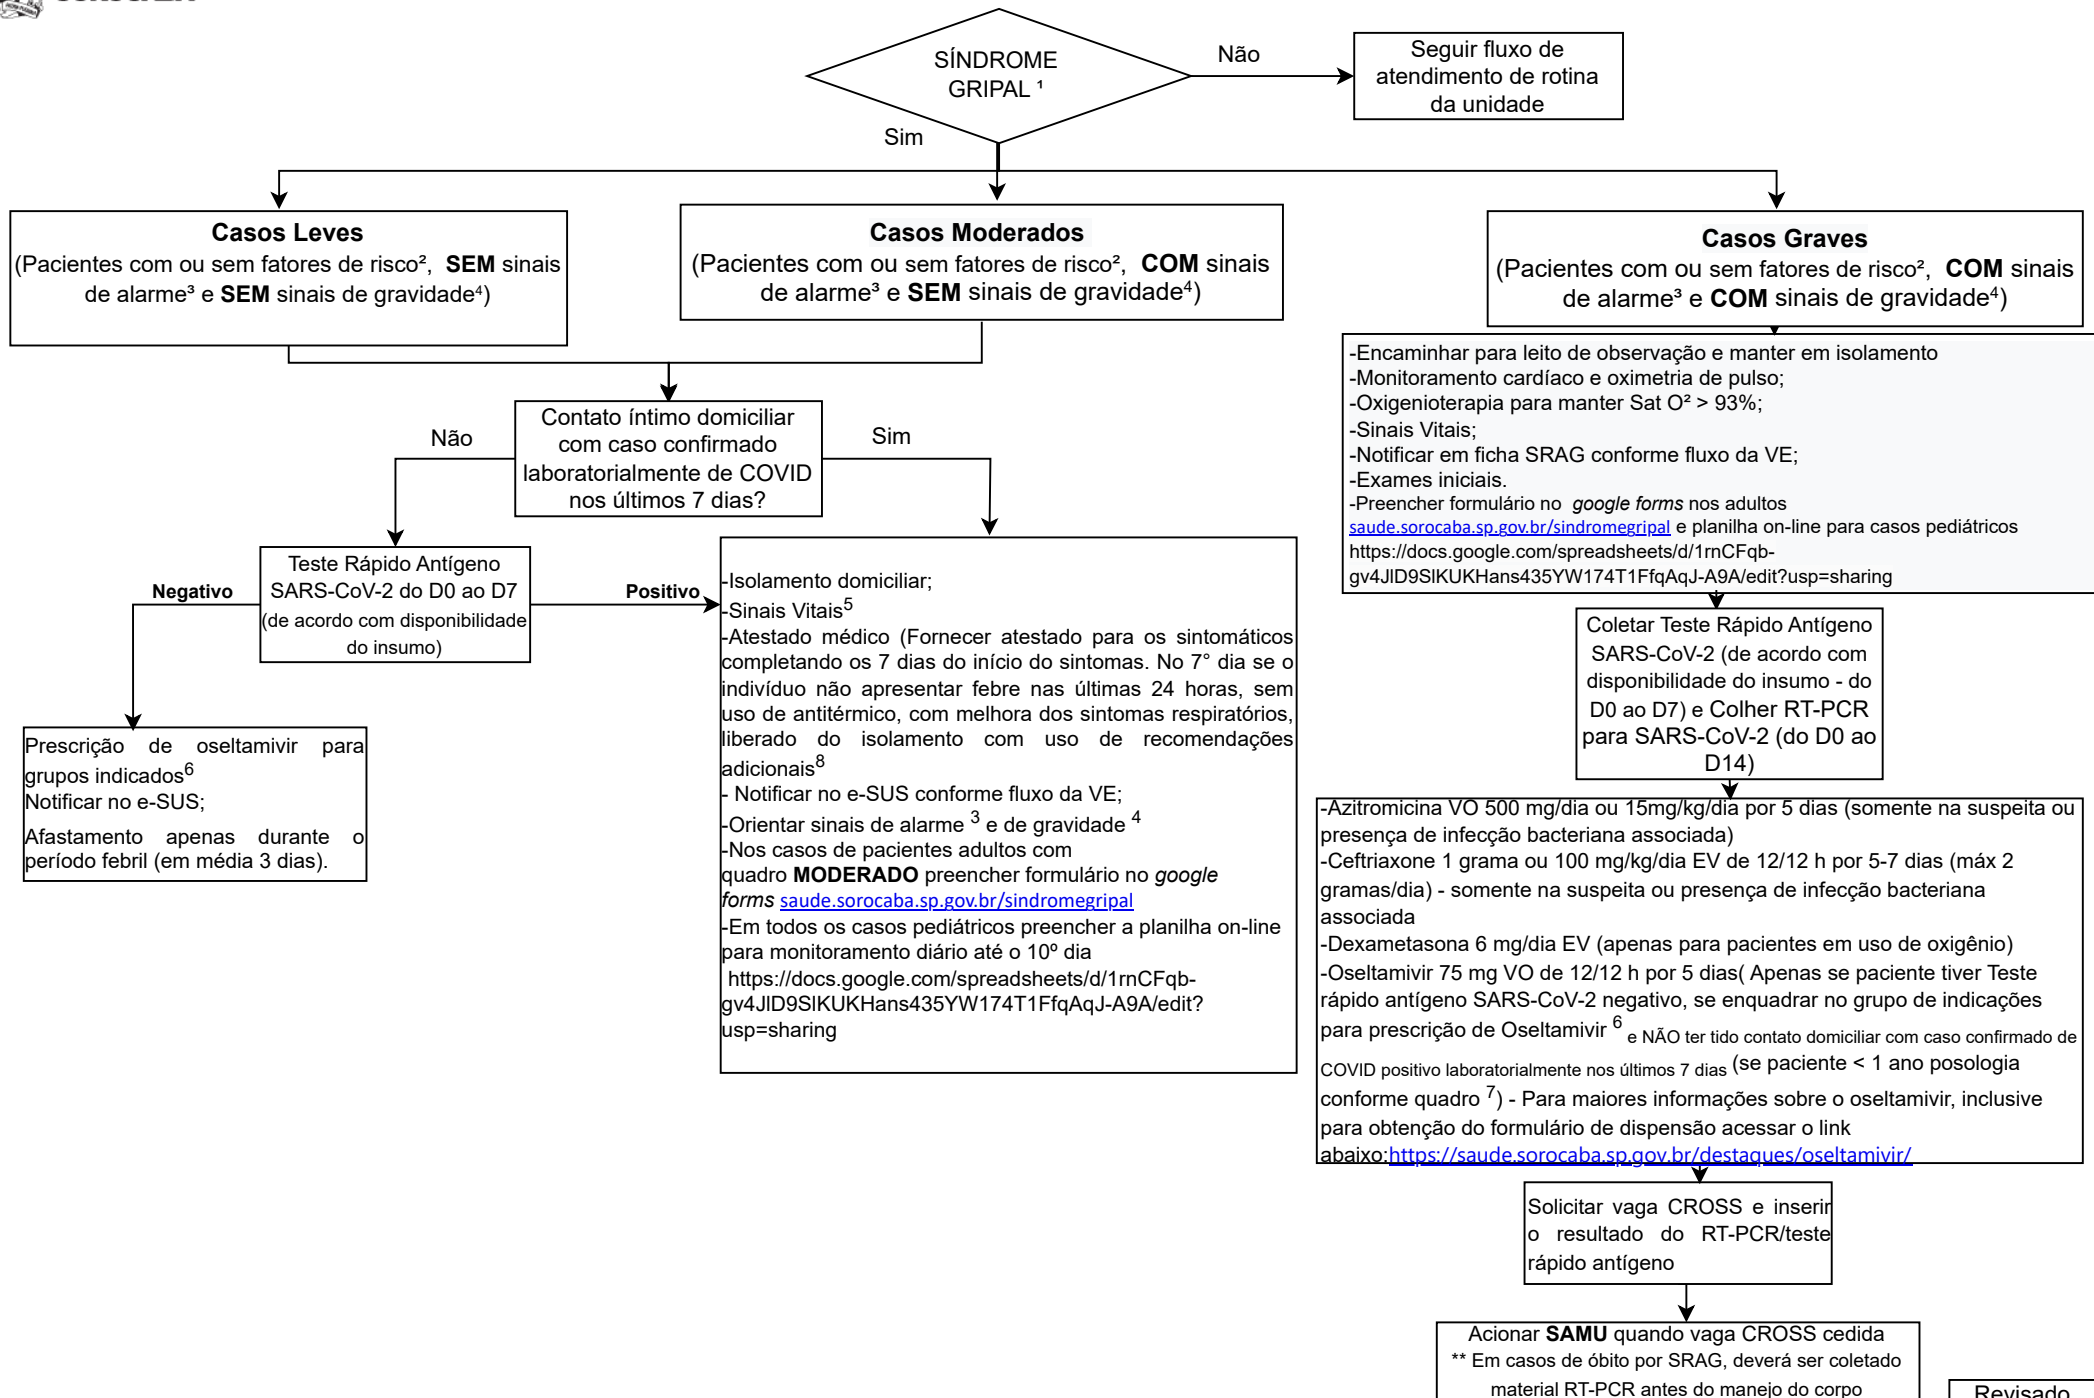 SÍNDROME
GRIPAL ¹
Não
Seguir fluxo de
atendimento de rotina
da unidade
Sim
Casos Leves
(Pacientes com ou sem fatores de risco², SEM sinais
de alarme³ e SEM sinais de gravidade⁴)
Casos Moderados
(Pacientes com ou sem fatores de risco², COM sinais
de alarme³ e SEM sinais de gravidade⁴)
Casos Graves
(Pacientes com ou sem fatores de risco², COM sinais
de alarme³ e COM sinais de gravidade⁴)
Contato íntimo domiciliar
com caso confirmado
laboratorialmente de COVID
nos últimos 7 dias?
Não
Sim
Teste Rápido Antígeno
SARS-CoV-2 do D0 ao D7
(de acordo com disponibilidade
do insumo)
Negativo
Positivo
Prescrição de oseltamivir para
grupos indicados⁶
Notificar no e-SUS;
Afastamento apenas durante o
período febril (em média 3 dias).
-Isolamento domiciliar;
-Sinais Vitais⁵
-Atestado médico (Fornecer atestado para os sintomáticos
completando os 7 dias do início do sintomas. No 7° dia se o
indivíduo não apresentar febre nas últimas 24 horas, sem
uso de antitérmico, com melhora dos sintomas respiratórios,
liberado do isolamento com uso de recomendações
adicionais⁸
- Notificar no e-SUS conforme fluxo da VE;
-Orientar sinais de alarme ³ e de gravidade ⁴
-Nos casos de pacientes adultos com
quadro MODERADO preencher formulário no google
forms saude.sorocaba.sp.gov.br/sindromegripal
-Em todos os casos pediátricos preencher a planilha on-line
para monitoramento diário até o 10º dia
https://docs.google.com/spreadsheets/d/1rnCFqb-
gv4JlD9SlKUKHans435YW174T1FfqAqJ-A9A/edit?
usp=sharing
-Encaminhar para leito de observação e manter em isolamento
-Monitoramento cardíaco e oximetria de pulso;
-Oxigenioterapia para manter Sat O² > 93%;
-Sinais Vitais;
-Notificar em ficha SRAG conforme fluxo da VE;
-Exames iniciais.
-Preencher formulário no google forms nos adultos
saude.sorocaba.sp.gov.br/sindromegripal e planilha on-line para casos pediátricos
https://docs.google.com/spreadsheets/d/1rnCFqb-
gv4JlD9SlKUKHans435YW174T1FfqAqJ-A9A/edit?usp=sharing
Coletar Teste Rápido Antígeno
SARS-CoV-2 (de acordo com
disponibilidade do insumo - do
D0 ao D7) e Colher RT-PCR
para SARS-CoV-2 (do D0 ao
D14)
-Azitromicina VO 500 mg/dia ou 15mg/kg/dia por 5 dias (somente na suspeita ou
presença de infecção bacteriana associada)
-Ceftriaxone 1 grama ou 100 mg/kg/dia EV de 12/12 h por 5-7 dias (máx 2
gramas/dia) - somente na suspeita ou presença de infecção bacteriana
associada
-Dexametasona 6 mg/dia EV (apenas para pacientes em uso de oxigênio)
-Oseltamivir 75 mg VO de 12/12 h por 5 dias( Apenas se paciente tiver Teste
rápido antígeno SARS-CoV-2 negativo, se enquadrar no grupo de indicações
para prescrição de Oseltamivir ⁶ e NÃO ter tido contato domiciliar com caso confirmado de
COVID positivo laboratorialmente nos últimos 7 dias (se paciente < 1 ano posologia
conforme quadro ⁷) - Para maiores informações sobre o oseltamivir, inclusive
para obtenção do formulário de dispensão acessar o link
abaixo:https://saude.sorocaba.sp.gov.br/destaques/oseltamivir/
Solicitar vaga CROSS e inserir
o resultado do RT-PCR/teste
rápido antígeno
Acionar SAMU quando vaga CROSS cedida
** Em casos de óbito por SRAG, deverá ser coletado
material RT-PCR antes do manejo do corpo
Revisado